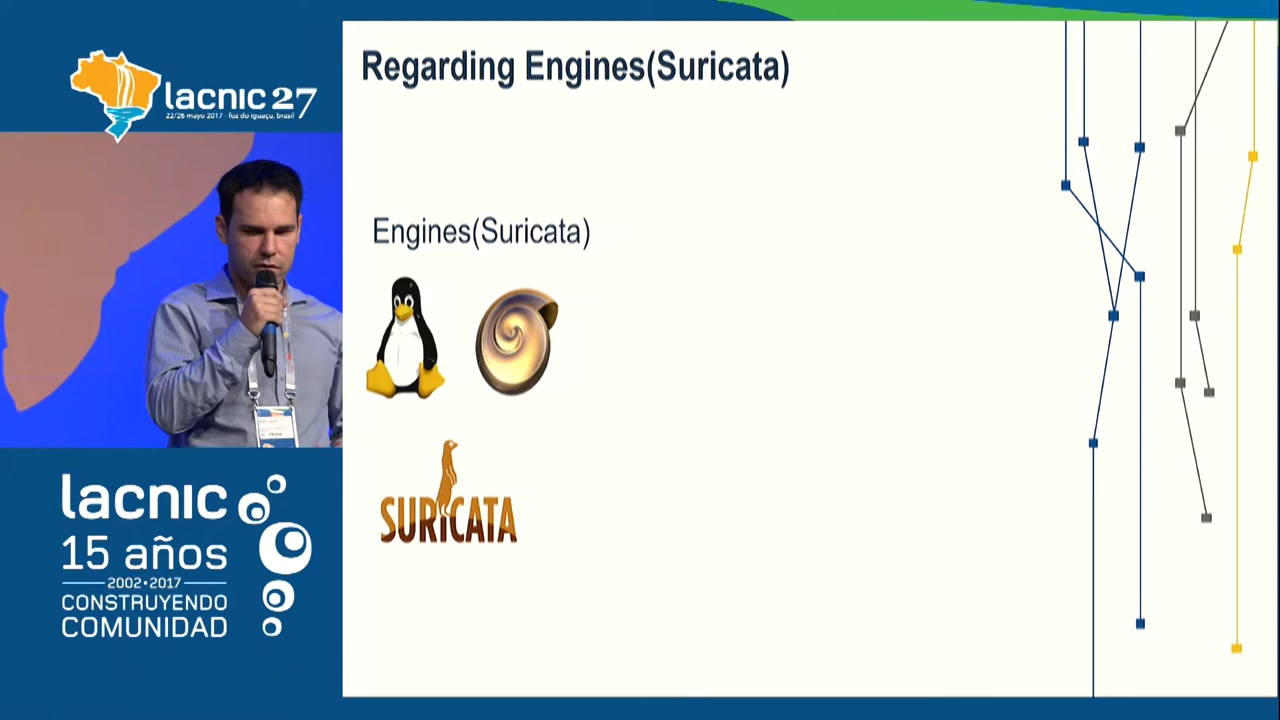 lacnic 27
22/26 mayo 2017 - foz do iguaçu, brasil
lacnic
15 años
2002•2017
CONSTRUYENDO
COMUNIDAD
Regarding Engines(Suricata)
Engines(Suricata)
SURICATA